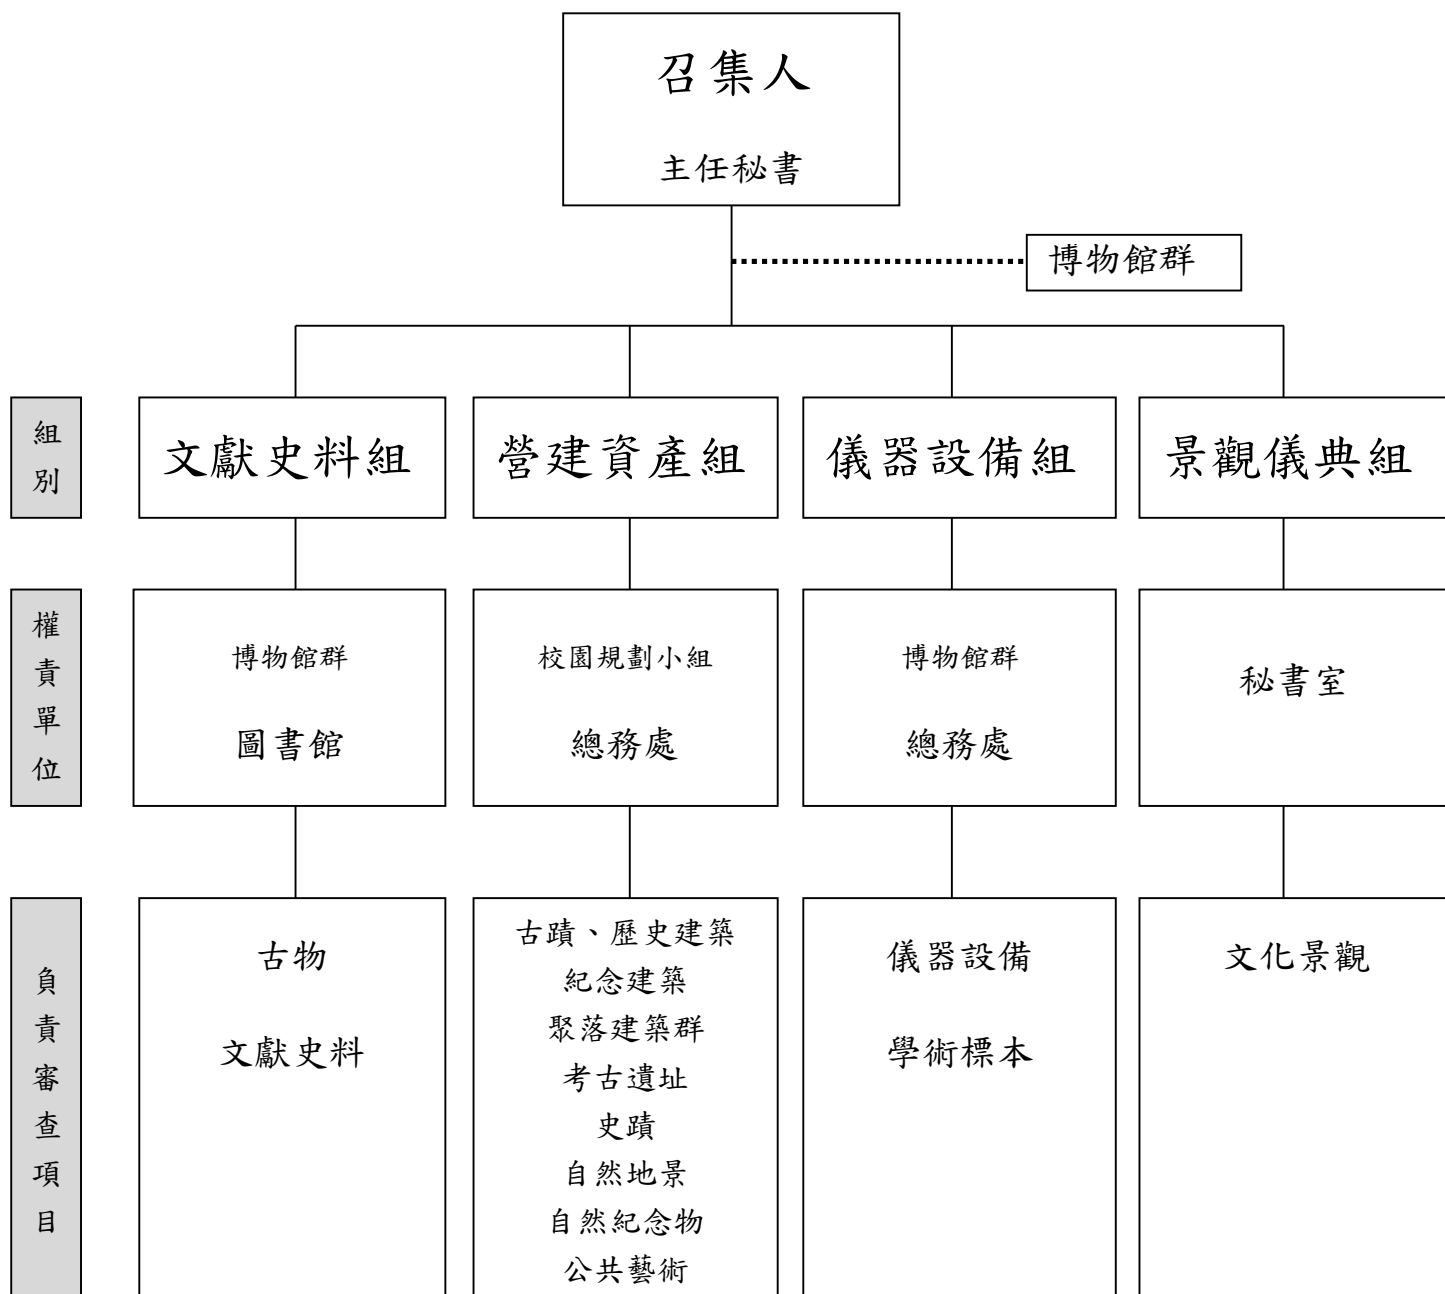 召集人
主任秘書
博物館群
組別
文獻史料組
營建資產組
儀器設備組
景觀儀典組
權責單位
博物館群
圖書館
校園規劃小組
總務處
博物館群
總務處
秘書室
負責審查項目
古物
文獻史料
古蹟、歷史建築
紀念建築
聚落建築群
考古遺址
史蹟
自然地景
自然紀念物
公共藝術
儀器設備
學術標本
文化景觀